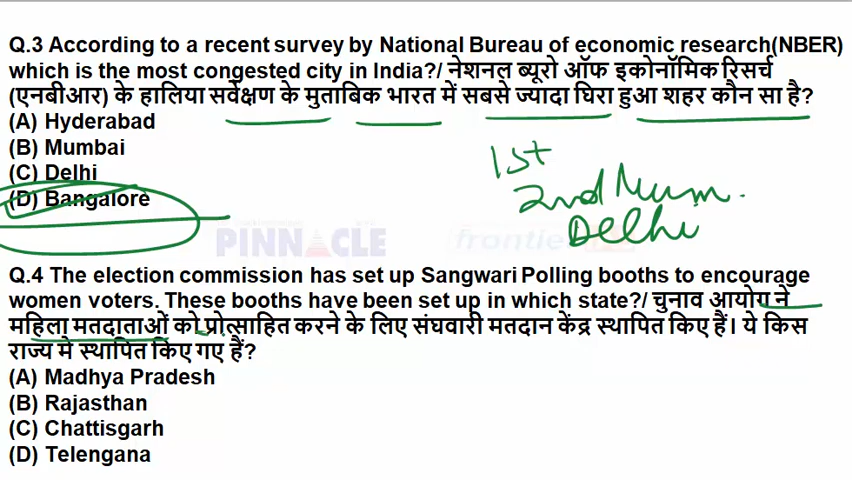 Q.3 According to a recent survey by National Bureau of economic research(NBER)
which is the most congested city in India?/ नेशनल ब्यूरो ऑफ इकोनॉमिक रिसर्च
(एनबीआर) के हालिया सर्वेक्षण के मुताबिक भारत में सबसे ज्यादा घिरा हुआ शहर कौन सा है?
(A) Hyderabad
(B) Mumbai
(C) Delhi
(D) Bangalore
1st
2nd Mum.
Delhi
PINNACLE
frontie
Q.4 The election commission has set up Sangwari Polling booths to encourage
women voters. These booths have been set up in which state?/ चुनाव आयोग ने
महिला मतदाताओं को प्रोत्साहित करने के लिए संघवारी मतदान केंद्र स्थापित किए हैं। ये किस
राज्य मे स्थापित किए गए हैं?
(A) Madhya Pradesh
(B) Rajasthan
(C) Chattisgarh
(D) Telengana